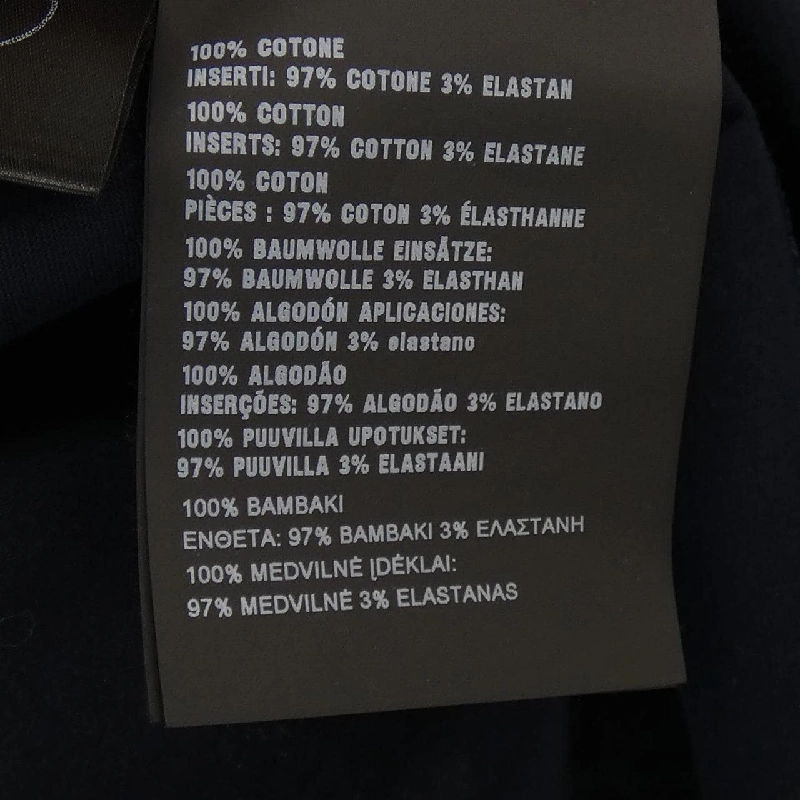 100% COTONE
INSERTI: 97% COTONE 3% ELASTAN
100% COTTON
INSERTS: 97% COTTON 3% ELASTANE
100% COTON
PIÈCES : 97% COTON 3% ÉLASTHANNE
100% BAUMWOLLE EINSÄTZE:
97% BAUMWOLLE 3% ELASTHAN
100% ALGODÓN APLICACIONES:
97% ALGODÓN 3% elastano
100% ALGODÃO
INSERÇÕES: 97% ALGODÃO 3% ELASTANO
100% PUUVILLA UPOTUKSET:
97% PUUVILLA 3% ELASTAANI
100% ΒΑΜΒΑΚΙ
ΕΝΘΕΤΑ: 97% ΒΑΜΒΑΚΙ 3% ΕΛΑΣΤΑΝΗ
100% MEDVILNĖ ĮDĖKLAI:
97% MEDVILNĖ 3% ELASTANAS